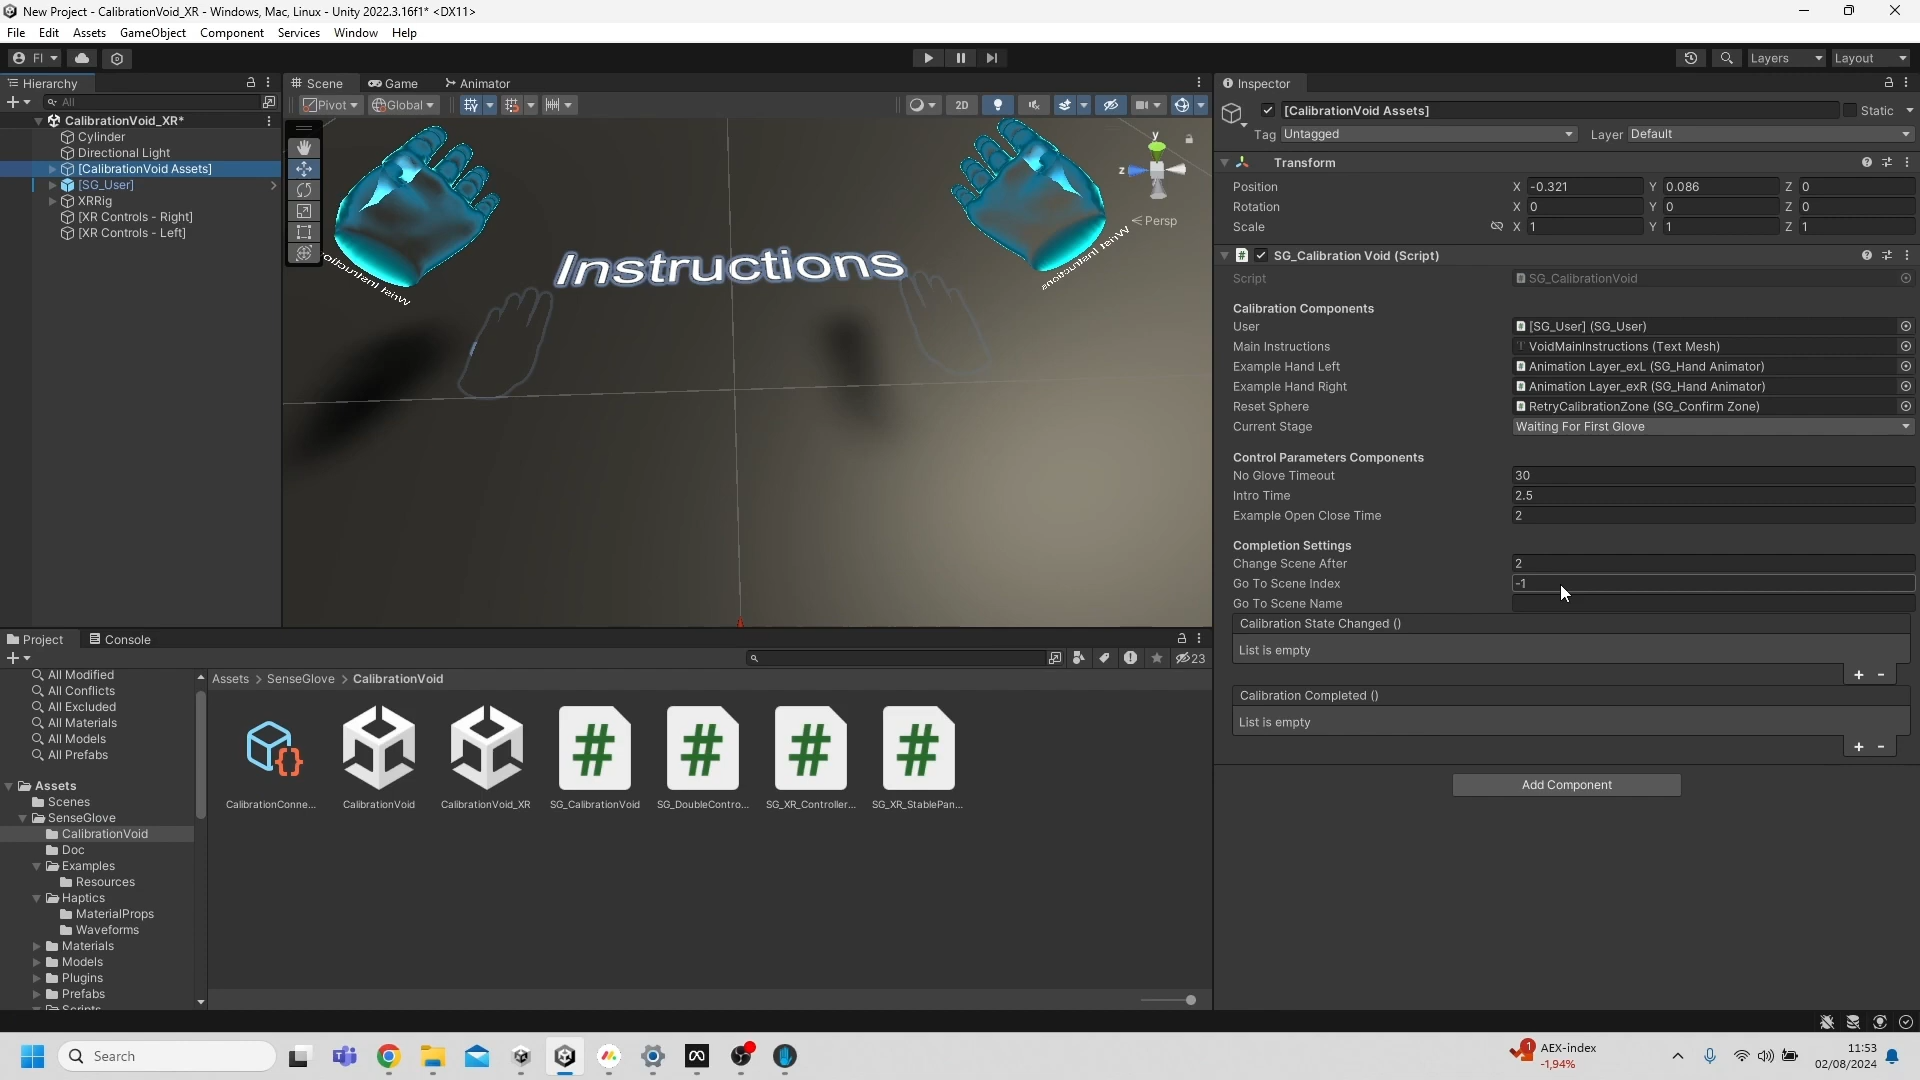 New Project - CalibrationVoid_XR - Windows, Mac, Linux - Unity 2022.3.16f1* <DX11>
File Edit Assets GameObject Component Services Window Help
FI Layers Layout
Hierarchy
All
CalibrationVoid_XR*
Cylinder
Directional Light
[CalibrationVoid Assets]
[SG_User]
XRRig
[XR Controls - Right]
[XR Controls - Left]
Scene Game Animator
Pivot Global 2D
Instructions
Wrist Instructions
y
z
Persp
Inspector
[CalibrationVoid Assets] Static
Tag Untagged Layer Default
Transform
Position X -0.321 Y 0.086 Z 0
Rotation X 0 Y 0 Z 0
Scale X 1 Y 1 Z 1
SG_Calibration Void (Script)
Script SG_CalibrationVoid
Calibration Components
User [SG_User] (SG_User)
Main Instructions VoidMainInstructions (Text Mesh)
Example Hand Left Animation Layer_exL (SG_Hand Animator)
Example Hand Right Animation Layer_exR (SG_Hand Animator)
Reset Sphere RetryCalibrationZone (SG_Confirm Zone)
Current Stage Waiting For First Glove
Control Parameters Components
No Glove Timeout 30
Intro Time 2.5
Example Open Close Time 2
Completion Settings
Change Scene After 2
Go To Scene Index -1
Go To Scene Name
Calibration State Changed ()
List is empty
+ -
Calibration Completed ()
List is empty
+ -
Add Component
Project Console
23
All Modified
All Conflicts
All Excluded
All Materials
All Models
All Prefabs
Assets
Scenes
SenseGlove
CalibrationVoid
Doc
Examples
Resources
Haptics
MaterialProps
Waveforms
Materials
Models
Plugins
Prefabs
Scripts
Assets > SenseGlove > CalibrationVoid
CalibrationConne... CalibrationVoid CalibrationVoid_XR SG_CalibrationVoid SG_DoubleContro... SG_XR_Controller... SG_XR_StablePan...
Search
AEX-index
-1,94%
1
11:53
02/08/2024